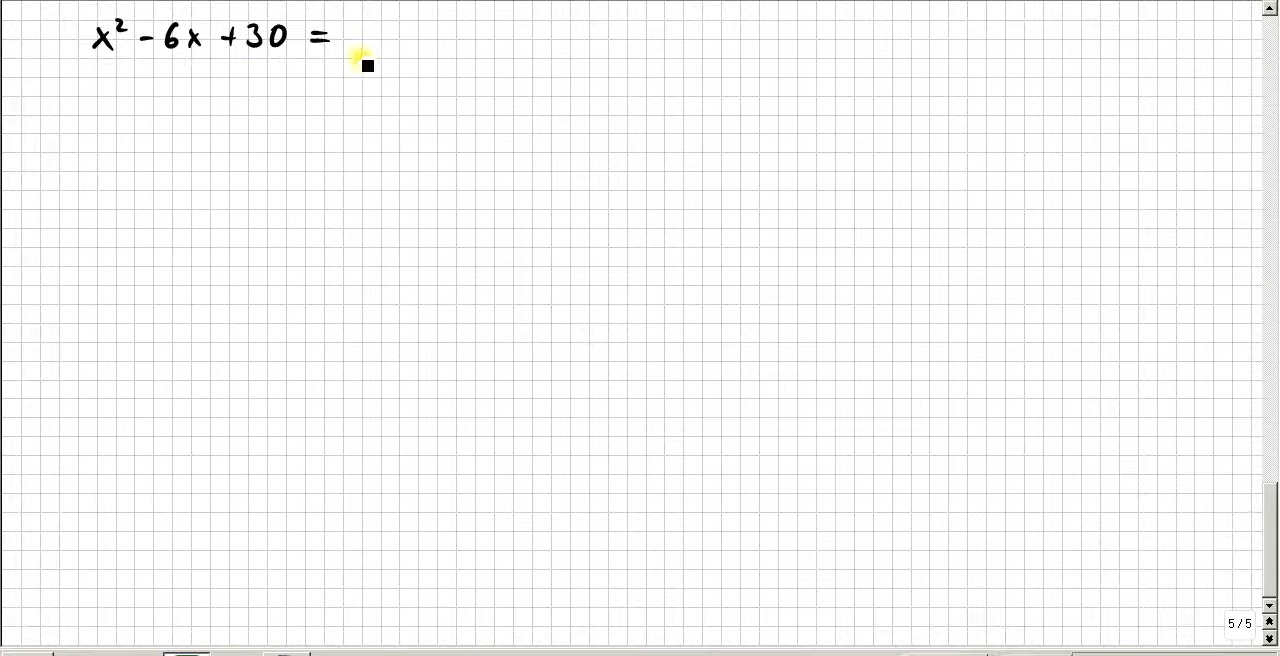 x² - 6x + 30 =
5/5